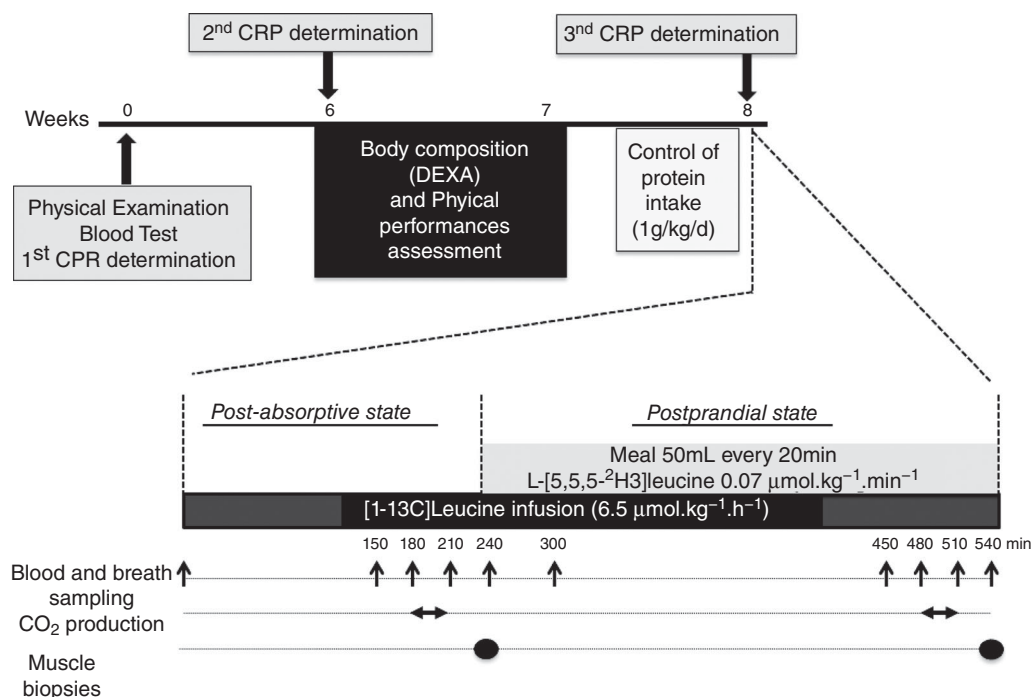 2nd CRP determination
3nd CRP determination
Weeks
0
6
7
8
Physical Examination
Blood Test
1st CPR determination
Body composition
(DEXA)
and Phyical
performances
assessment
Control of
protein
intake
(1g/kg/d)
Post-absorptive state
Postprandial state
Meal 50mL every 20min
L-[5,5,5-²H3]leucine 0.07 μmol.kg⁻¹.min⁻¹
[1-13C]Leucine infusion (6.5 μmol.kg⁻¹.h⁻¹)
150 180 210 240 300 450 480 510 540 min
Blood and breath
sampling
CO₂ production
Muscle
biopsies